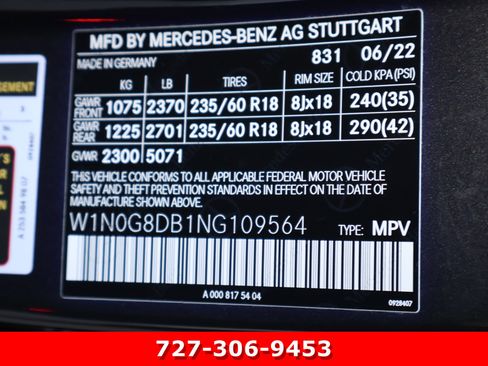 MFD BY MERCEDES-BENZ AG STUTTGART
MADE IN GERMANY 831 06/22
KG LB TIRES RIM SIZE COLD KPA(PSI)
GAWR FRONT 1075 2370 235/60 R18 8Jx18 240(35)
GAWR REAR 1225 2701 235/60 R18 8Jx18 290(42)
GVWR 2300 5071
THIS VEHICLE CONFORMS TO ALL APPLICABLE FEDERAL MOTOR VEHICLE
SAFETY AND THEFT PREVENTION STANDARDS IN EFFECT ON THE DATE OF
MANUFACTURE SHOWN ABOVE.
W1N0G8DB1NG109564 TYPE: MPV
A 000 817 54 04
0928407
727-306-9453